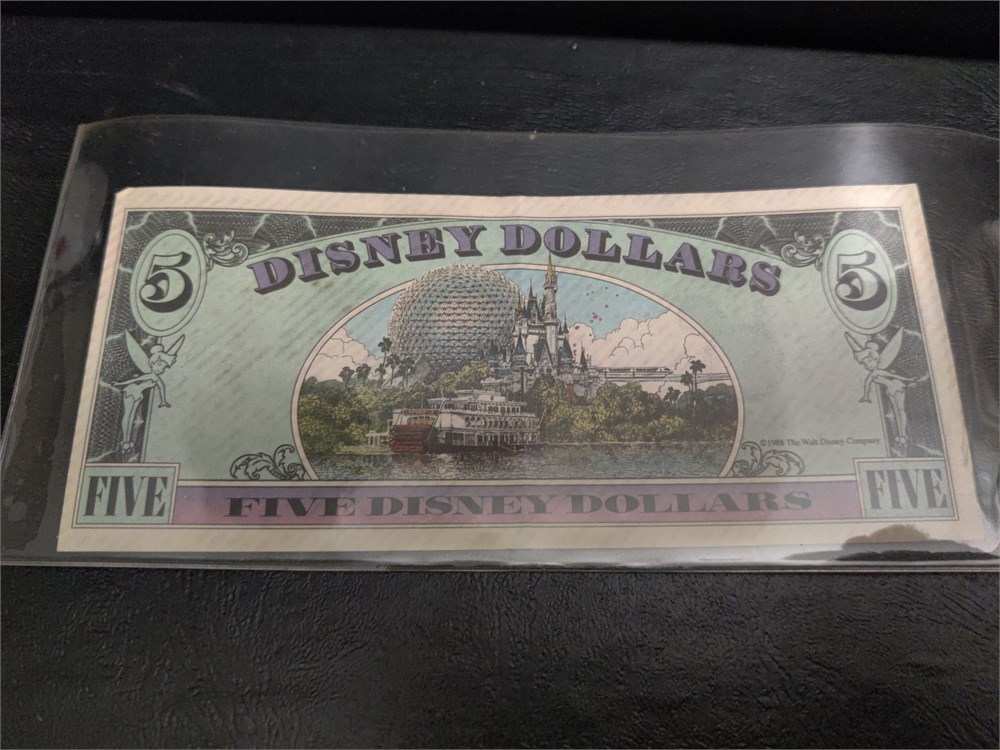 DISNEY DOLLARS
5
5
©1988 The Walt Disney Company
FIVE
FIVE DISNEY DOLLARS
FIVE